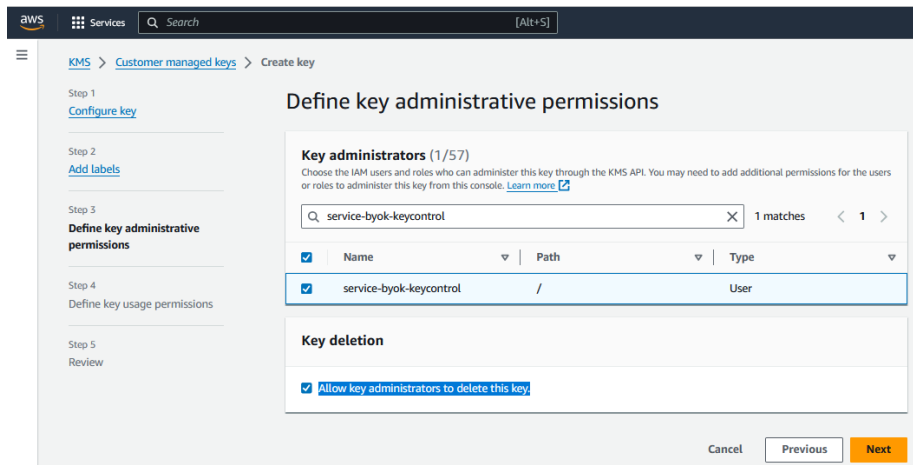 aws
Services
Search
[Alt+S]
KMS > Customer managed keys > Create key
Step 1
Configure key
Step 2
Add labels
Step 3
Define key administrative
permissions
Step 4
Define key usage permissions
Step 5
Review
Define key administrative permissions
Key administrators (1/57)
Choose the IAM users and roles who can administer this key through the KMS API. You may need to add additional permissions for the users
or roles to administer this key from this console. Learn more
service-byok-keycontrol
1 matches
1
Name Path Type
service-byok-keycontrol / User
Key deletion
Allow key administrators to delete this key.
Cancel Previous Next